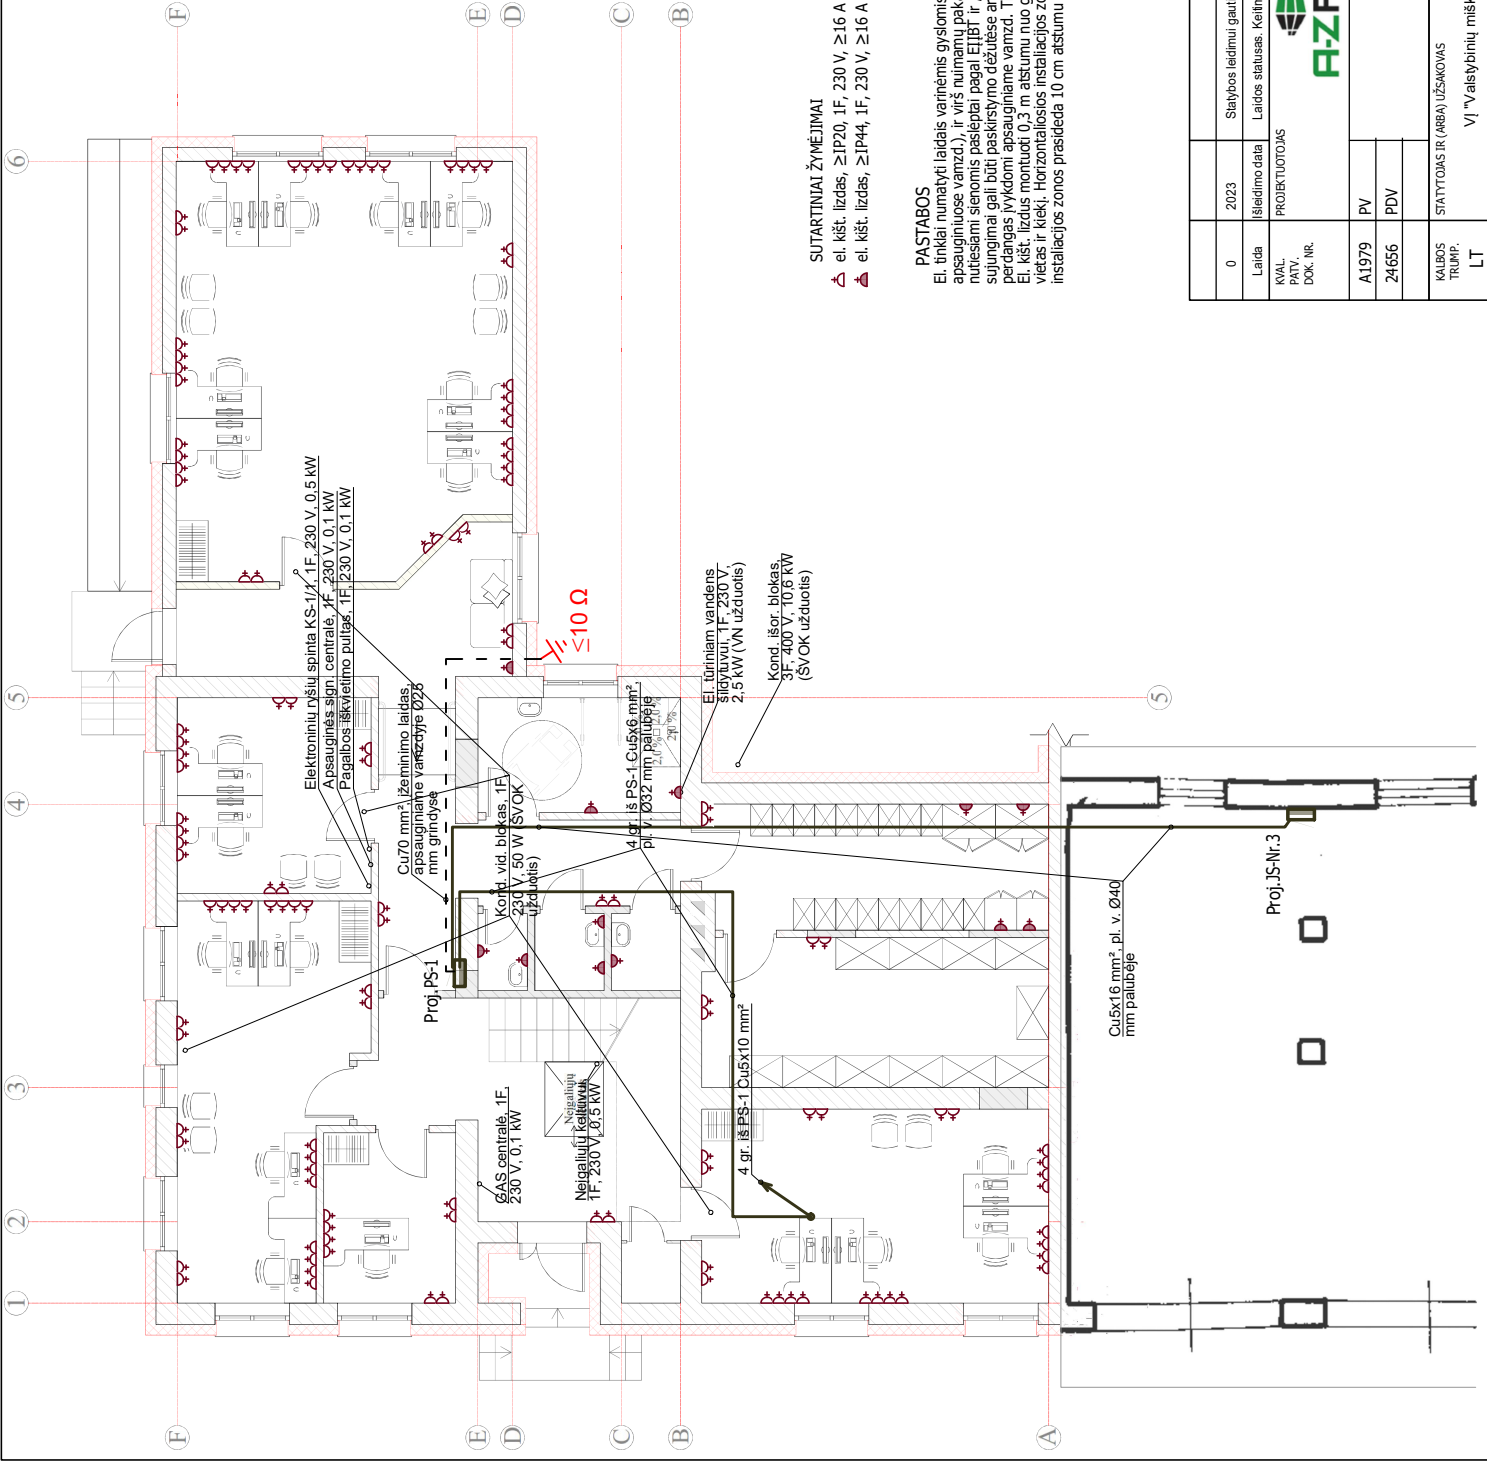 F
E
D
C
B
6
5
4
3
2
1
F
E
D
C
B
A
5
Elektroninių ryšių spinta KS-1/1, 1F, 230 V, 0,5 kW
Apsauginės sign. centralė, 1F, 230 V, 0,1 kW
Pagalbos iškvietimo pultas, 1F, 230 V, 0,1 kW
Cu70 mm², įžeminimo laidas,
apsauginiame vamzdyje Ø25
mm grindyse
Kond. vid. blokas, 1F,
230 V, 50 W (ŠVOK
užduotis)
≤10 Ω
4 gr. iš PS-1 Cu5x6 mm²,
pl. v. Ø32 mm palubėje
El. tūriniam vandens
šildytuvui, 1F, 230 V,
2,5 kW (VN užduotis)
Kond. išor. blokas,
3F, 400 V, 10,6 kW
(ŠVOK užduotis)
Proj.PS-1
GAS centralė, 1F,
230 V, 0,1 kW
Neįgaliųjų
Neįgaliųjų keltuvui,
1F, 230 V, 0,5 kW
4 gr. iš PS-1 Cu5x10 mm²
Cu5x16 mm², pl. v. Ø40
mm palubėje
Proj.JS-Nr.3
SUTARTINIAI ŽYMĖJIMAI
el. kišt. lizdas, ≥IP20, 1F, 230 V, ≥16 A
el. kišt. lizdas, ≥IP44, 1F, 230 V, ≥16 A
PASTABOS
El. tinklai numatyti laidais varinėmis gyslomis
apsauginiuose vamzd.), ir virš nuimamų
nutiesiami sienomis paslėptai pagal EĮĮBT ir
sujungimai gali būti paskirstymo dėžutėse
perdangas įvykdomi apsauginiame vamzd.
El. kišt. lizdus montuoti 0,3 m atstumu nuo
vietas ir kiekį. Horizontaliosios instaliacijos
instaliacijos zonos prasideda 10 cm atstumu
0
2023
Statybos leidimui
Laida
Išleidimo data
Laidos statusas.
KVAL.
PATV.
DOK. NR.
PROJEKTUOTOJAS
A-Z
A1979
PV
24656
PDV
KALBOS
TRUMP.
LT
STATYTOJAS IR (ARBA) UŽSAKOVAS
VĮ "Valstybinių